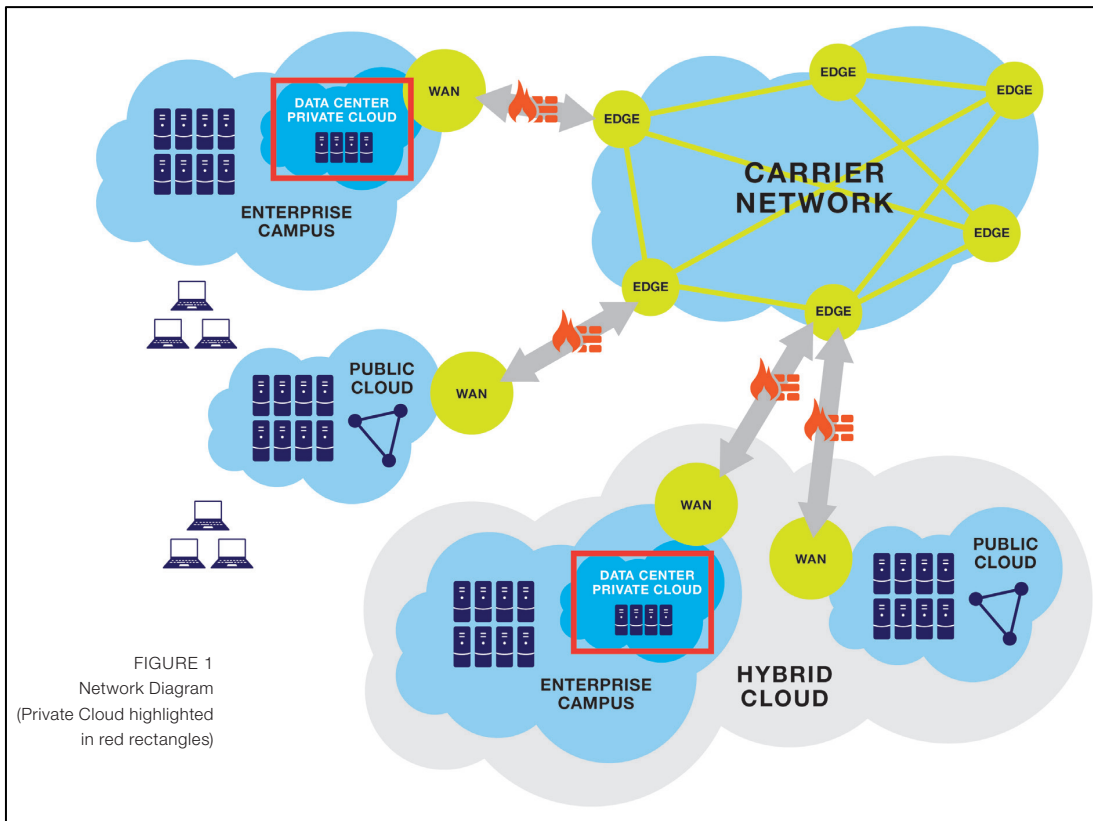 DATA CENTER
PRIVATE CLOUD
WAN
ENTERPRISE
CAMPUS
EDGE
EDGE
EDGE
CARRIER
NETWORK
EDGE
EDGE
EDGE
PUBLIC
CLOUD
WAN
WAN
DATA CENTER
PRIVATE CLOUD
ENTERPRISE
CAMPUS
WAN
PUBLIC
CLOUD
HYBRID
CLOUD
FIGURE 1
Network Diagram
(Private Cloud highlighted
in red rectangles)